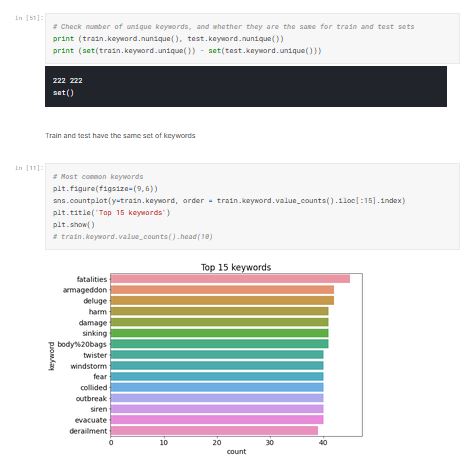 In [51]:
# Check number of unique keywords, and whether they are the same for train and test sets
print (train.keyword.nunique(), test.keyword.nunique())
print (set(train.keyword.unique()) - set(test.keyword.unique()))
222 222
set()
Train and test have the same set of keywords
In [11]:
# Most common keywords
plt.figure(figsize=(9,6))
sns.countplot(y=train.keyword, order = train.keyword.value_counts().iloc[:15].index)
plt.title('Top 15 keywords')
plt.show()
# train.keyword.value_counts().head(10)
Top 15 keywords
fatalities
armageddon
deluge
harm
damage
sinking
body%20bags
twister
windstorm
fear
collided
outbreak
siren
evacuate
derailment
keyword
0 10 20 30 40
count